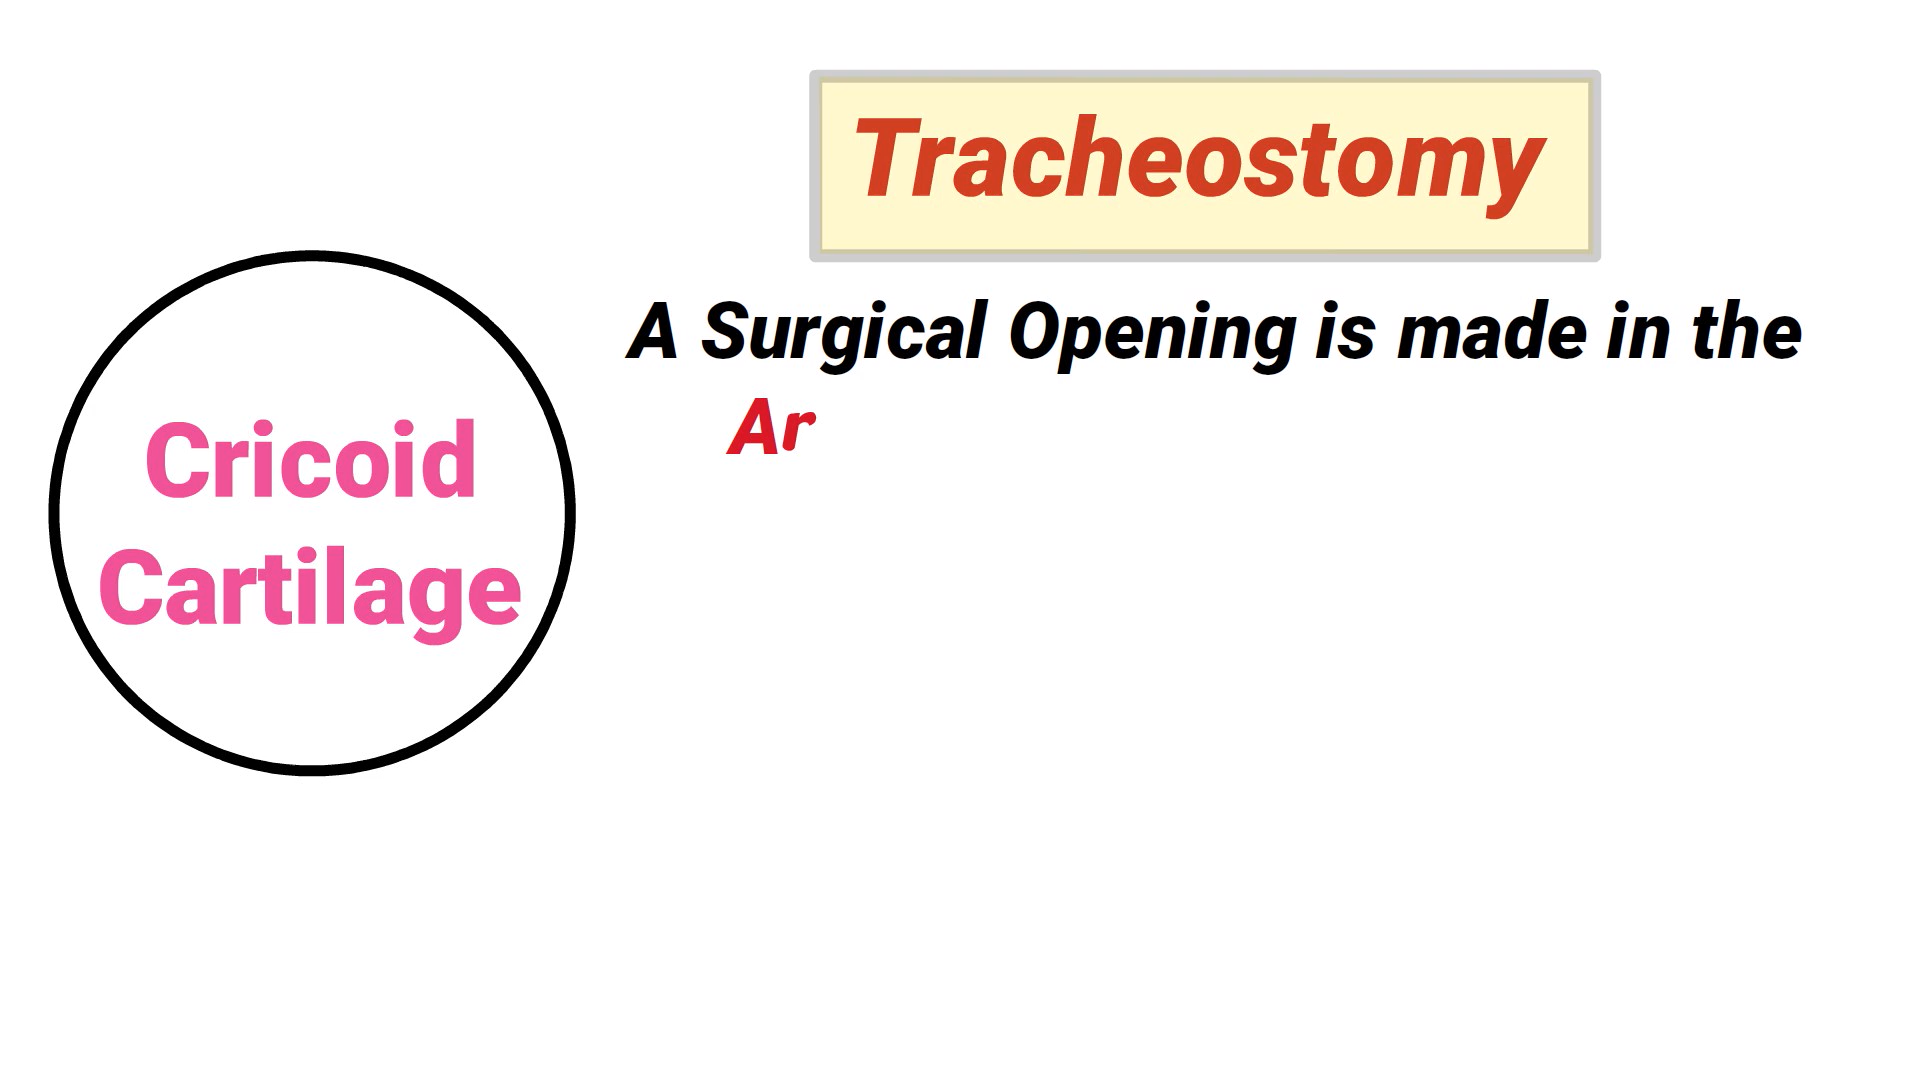 Tracheostomy
A Surgical Opening is made in the
Ar
Cricoid
Cartilage